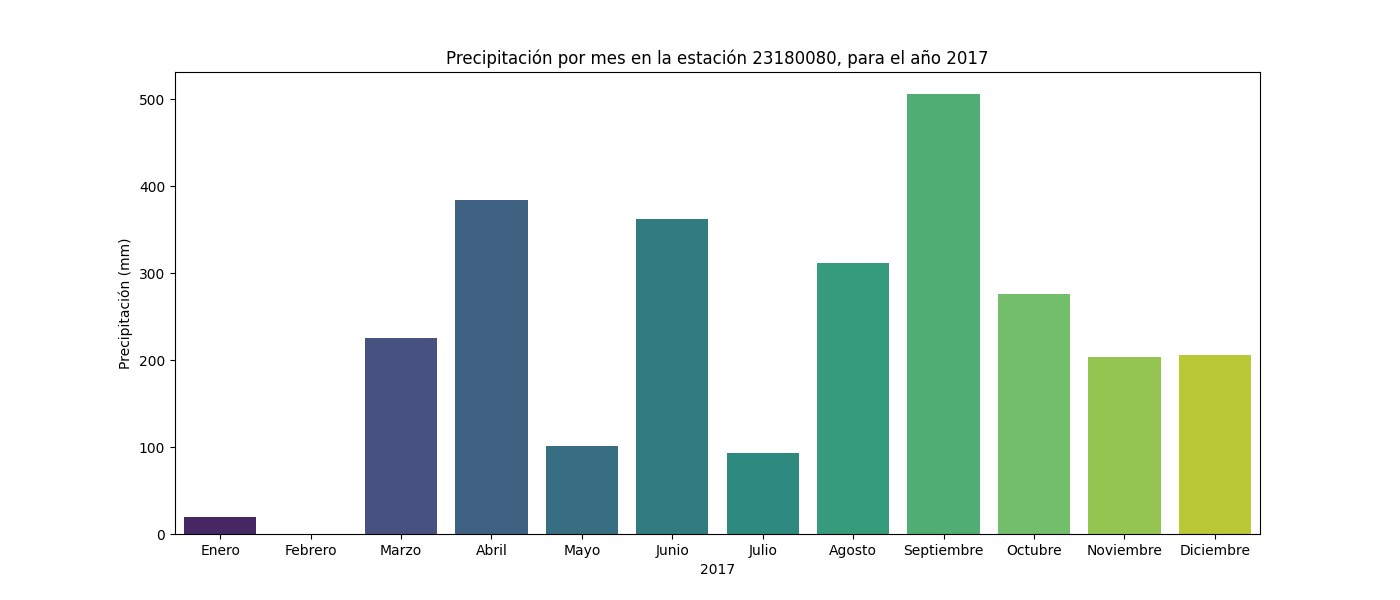 Precipitación por mes en la estación 23180080, para el año 2017
Precipitación (mm)
500
400
300
200
100
0
Enero Febrero Marzo Abril Mayo Junio Julio Agosto Septiembre Octubre Noviembre Diciembre
2017